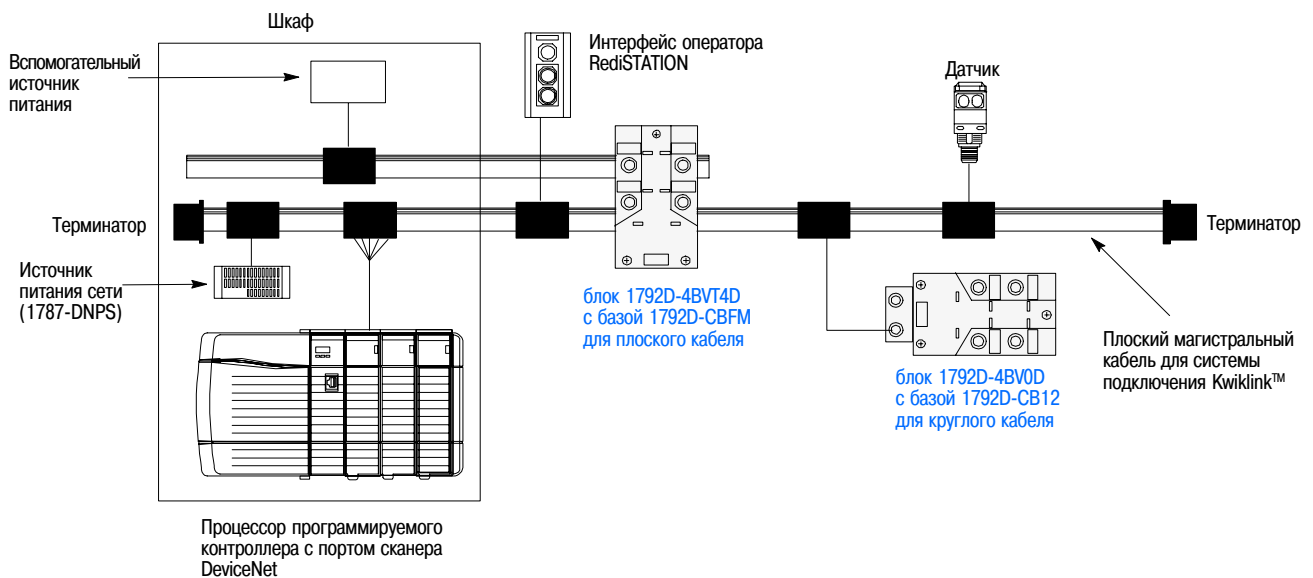 Шкаф
Вспомогательный
источник
питания
Интерфейс оператора
RediSTATION
Датчик
Терминатор
Терминатор
Источник
питания сети
(1787-DNPS)
блок 1792D-4BVT4D
с базой 1792D-CBFM
для плоского кабеля
блок 1792D-4BV0D
с базой 1792D-CB12
для круглого кабеля
Плоский магистральный
кабель для системы
подключения Kwiklink™
Процессор программируемого
контроллера с портом сканера
DeviceNet